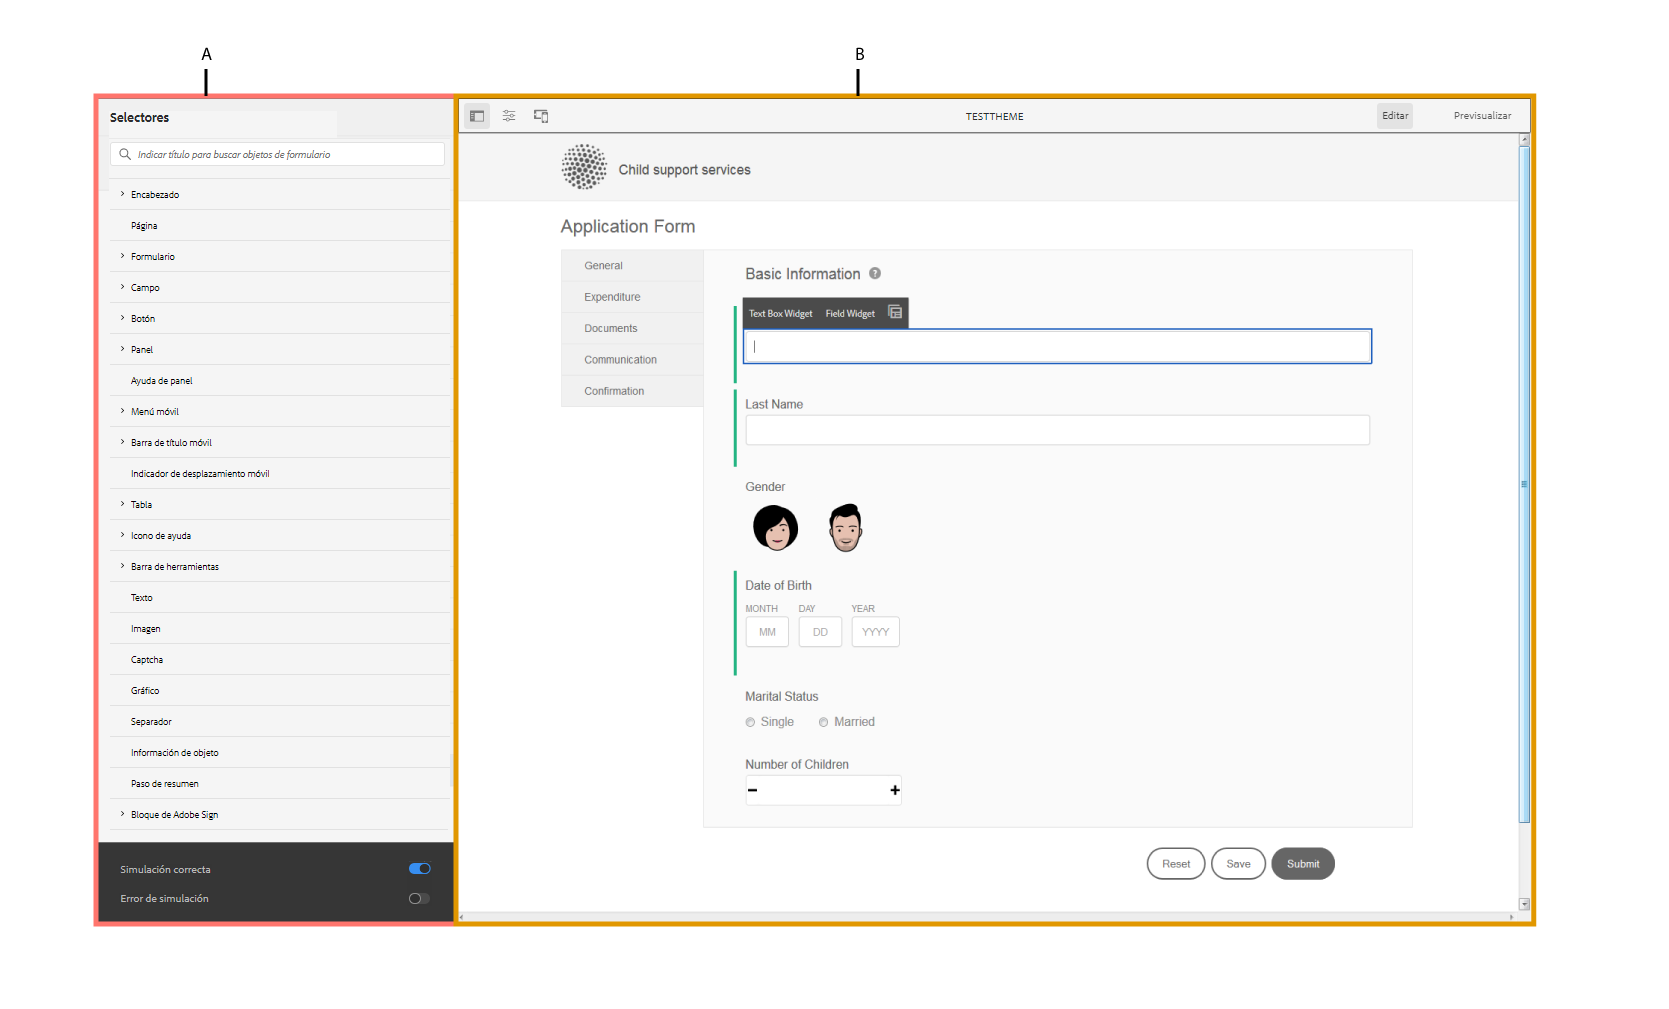 A
B
Selectores
Indicar título para buscar objetos de formulario
Encabezado
Página
Formulario
Campo
Botón
Panel
Ayuda de panel
Menú móvil
Barra de título móvil
Indicador de desplazamiento móvil
Tabla
Icono de ayuda
Barra de herramientas
Texto
Imagen
Captcha
Gráfico
Separador
Información de objeto
Paso de resumen
Bloque de Adobe Sign
Simulación correcta
Error de simulación
TESTTHEME
Editar
Previsualizar
Child support services
Application Form
General
Expenditure
Documents
Communication
Confirmation
Basic Information ?
Text Box Widget Field Widget
Last Name
Gender
Date of Birth
MONTH DAY YEAR
MM DD YYYY
Marital Status
Single Married
Number of Children
Reset Save Submit